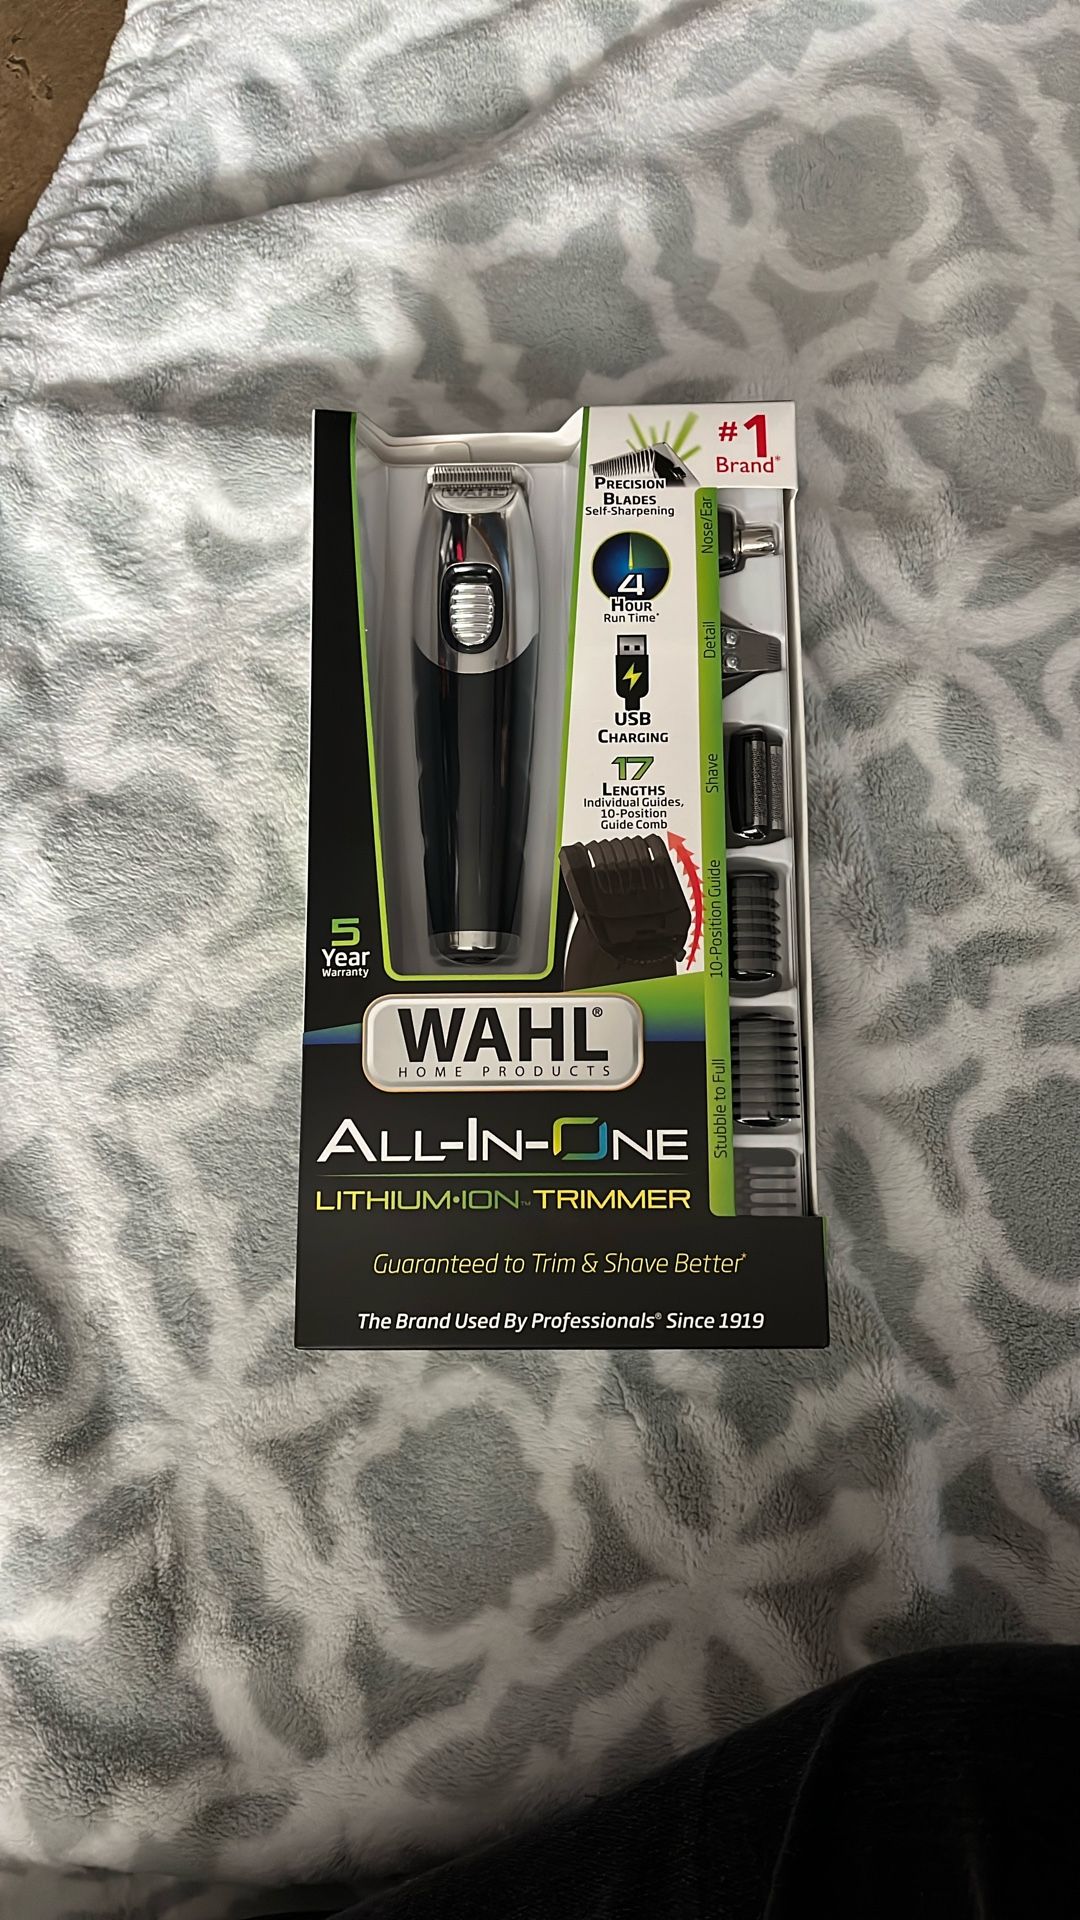 #1
Brand*
WAHL
PRECISION
BLADES
Self-Sharpening
4
HOUR
Run Time*
USB
CHARGING
17
LENGTHS
Individual Guides,
10-Position
Guide Comb
Nose/Ear
Detail
Shave
10-Position Guide
Stubble to Full
5
Year
Warranty
WAHL®
HOME PRODUCTS
ALL-IN-ONE
LITHIUM•ION™ TRIMMER
Guaranteed to Trim & Shave Better*
The Brand Used By Professionals® Since 1919